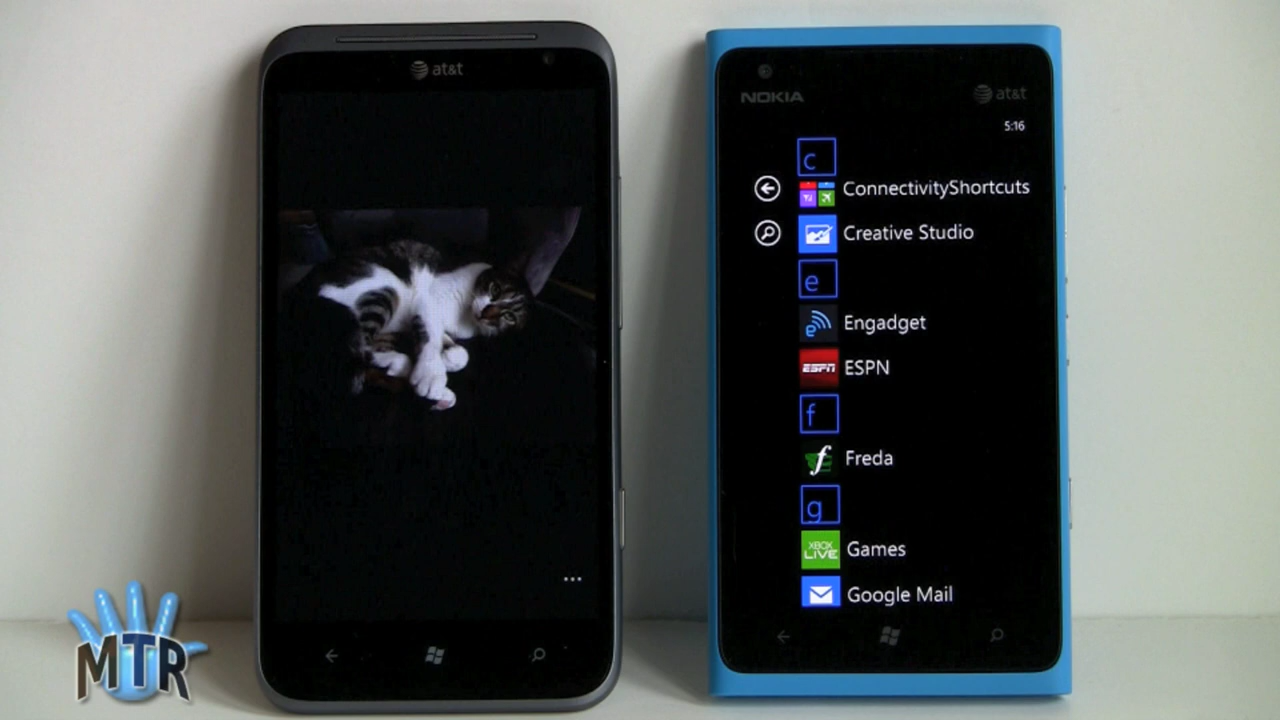 at&t
NOKIA
at&t
5:16
c
ConnectivityShortcuts
Creative Studio
e
e
Engadget
ESPN
ESPN
f
f
Freda
g
XBOX
LIVE
Games
Google Mail
MTR